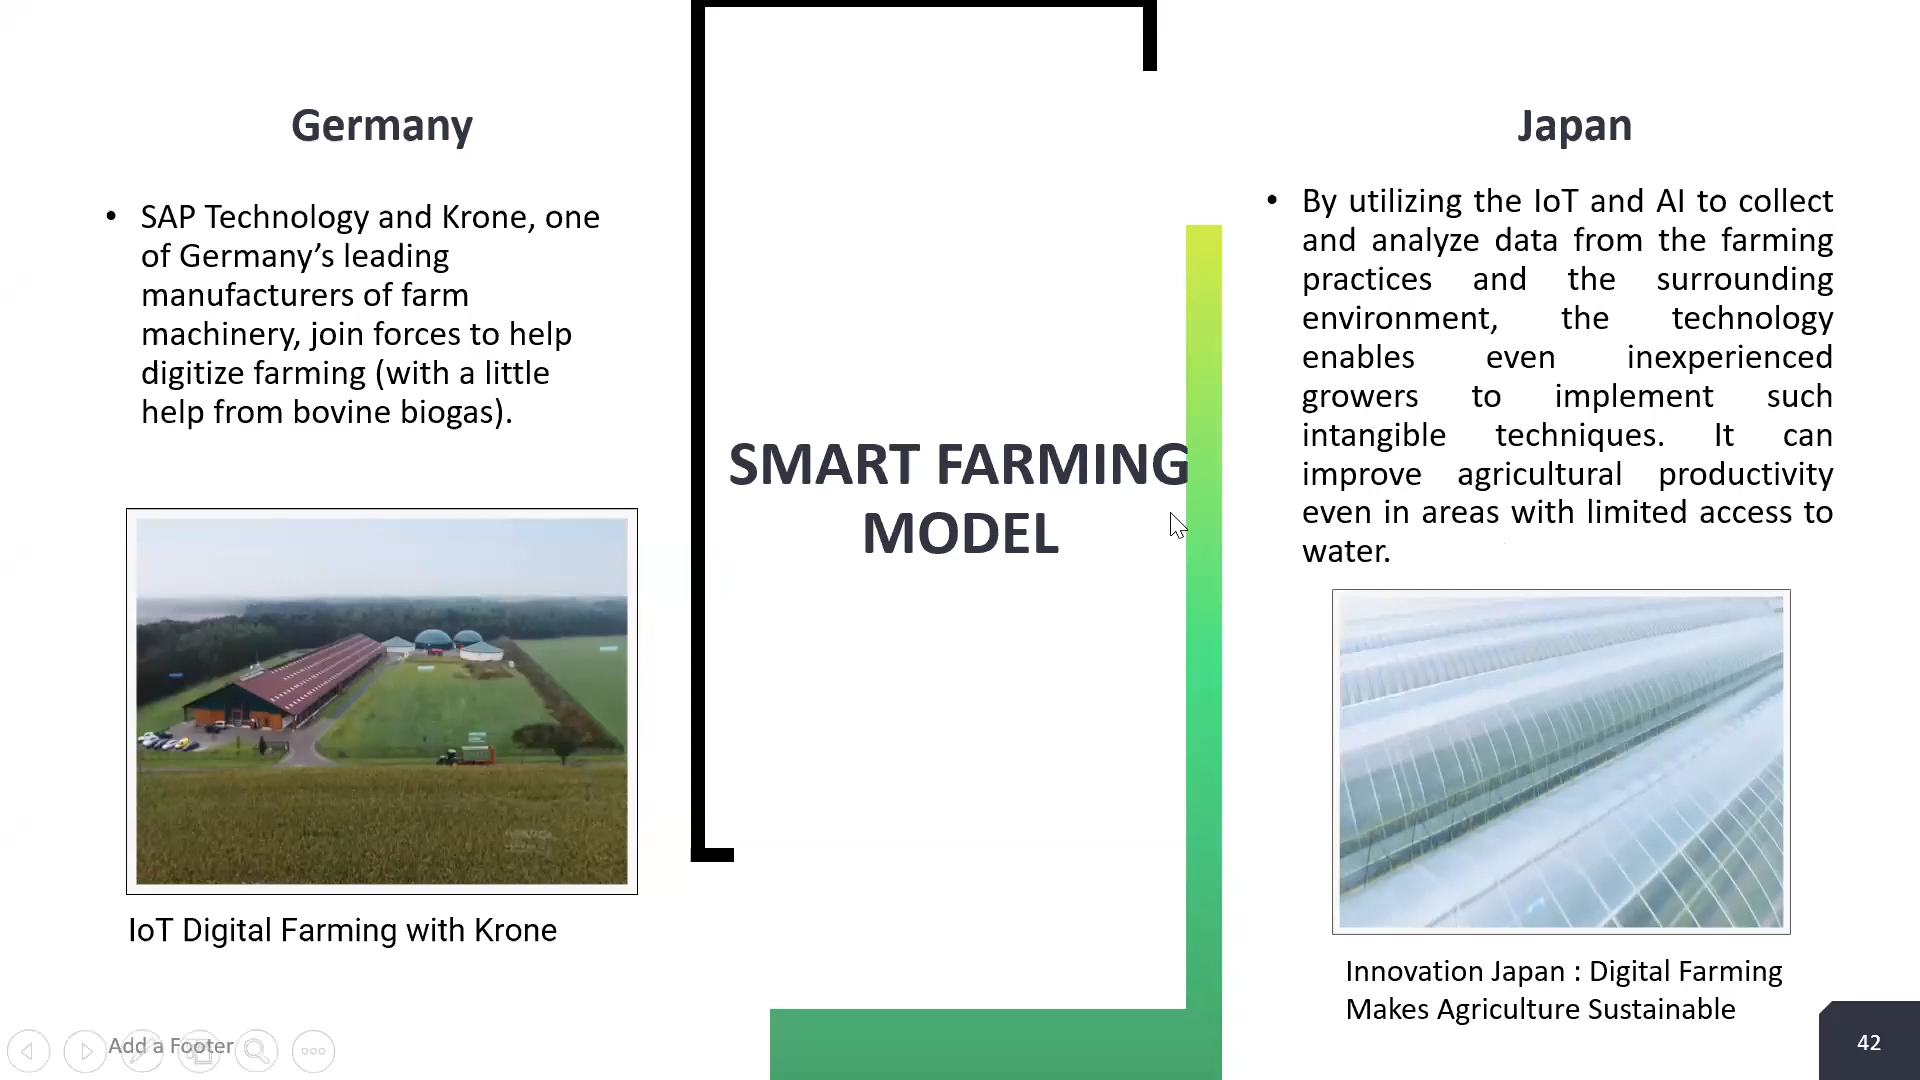 Germany
• SAP Technology and Krone, one
of Germany’s leading
manufacturers of farm
machinery, join forces to help
digitize farming (with a little
help from bovine biogas).
IoT Digital Farming with Krone
SMART FARMING
MODEL
Japan
• By utilizing the IoT and AI to collect
and analyze data from the farming
practices and the surrounding
environment, the technology
enables even inexperienced
growers to implement such
intangible techniques. It can
improve agricultural productivity
even in areas with limited access to
water.
Innovation Japan : Digital Farming
Makes Agriculture Sustainable
Add a Footer
42